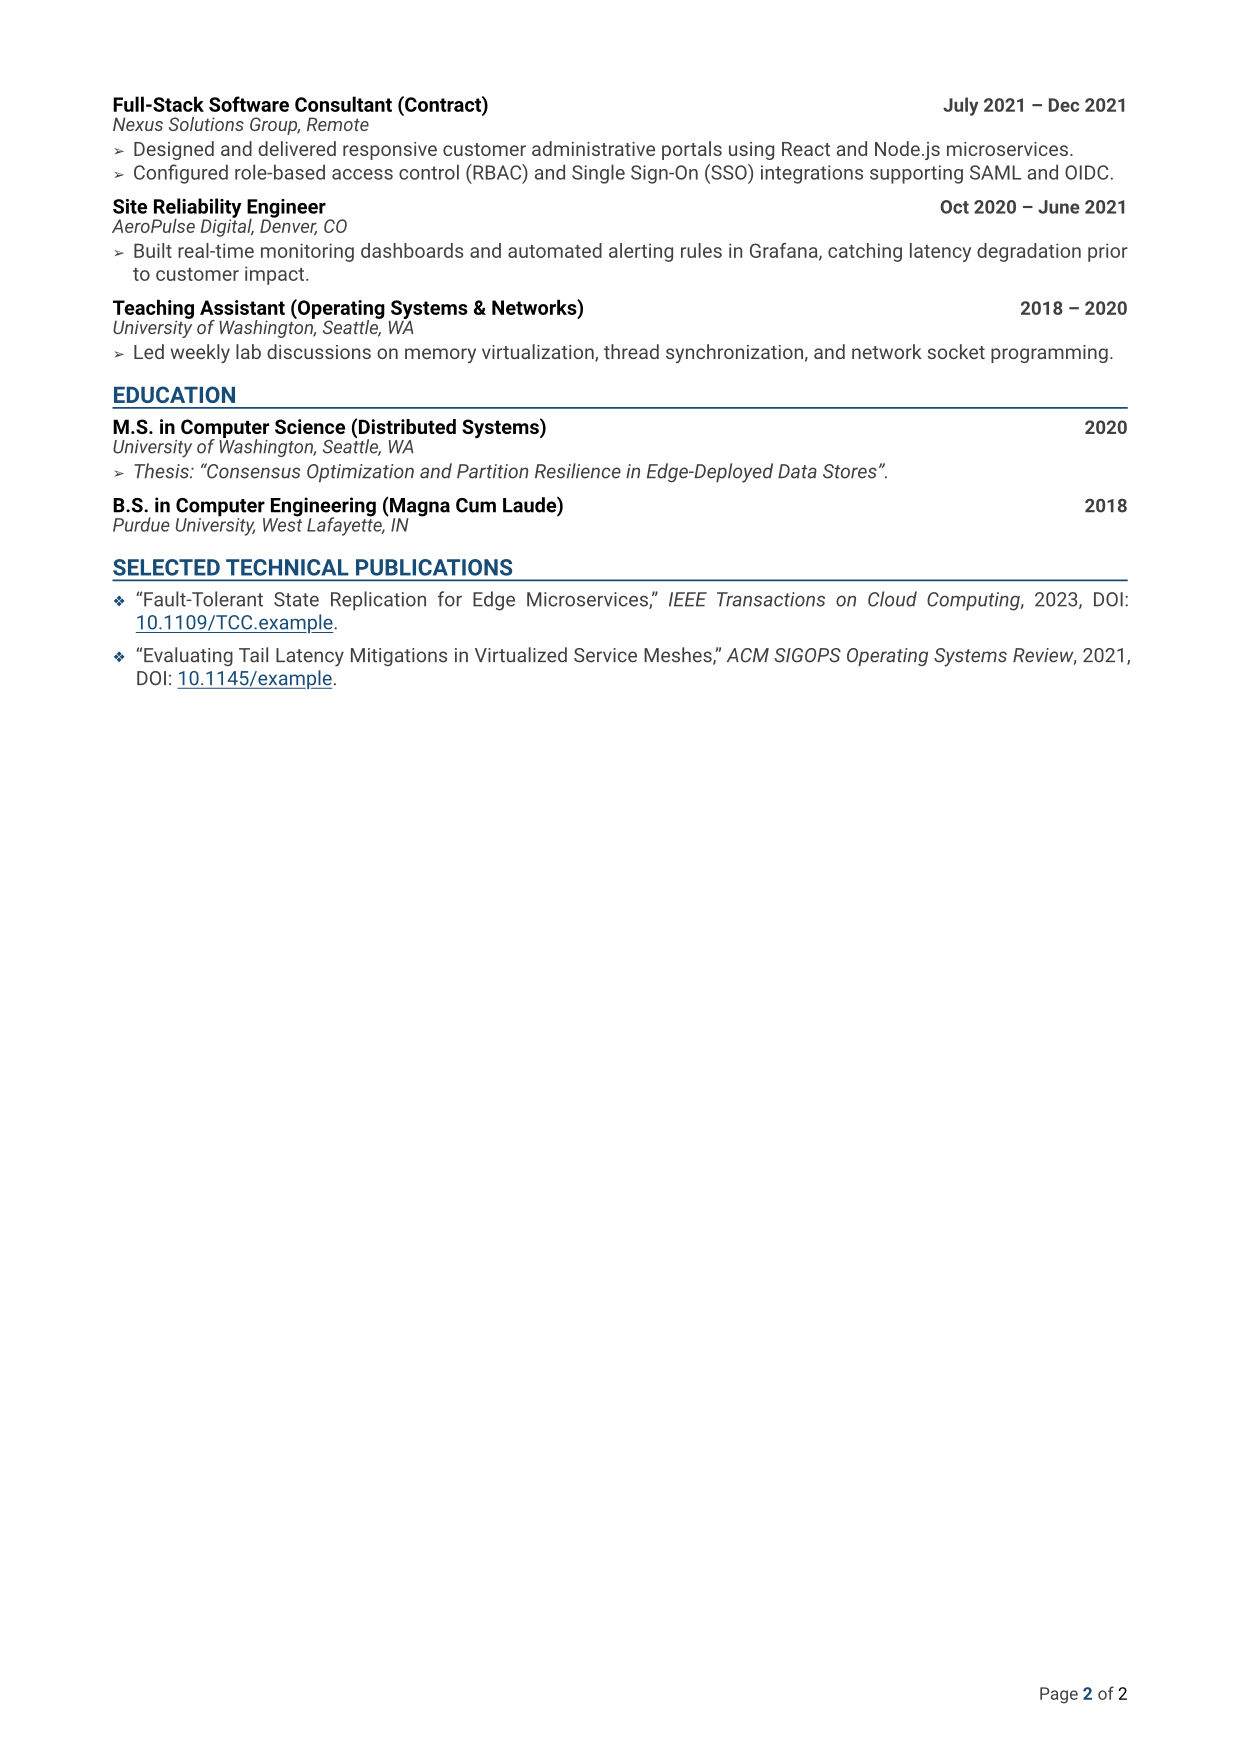 Full-Stack Software Consultant (Contract) July 2021 – Dec 2021
Nexus Solutions Group, Remote
➢ Designed and delivered responsive customer administrative portals using React and Node.js microservices.
➢ Configured role-based access control (RBAC) and Single Sign-On (SSO) integrations supporting SAML and OIDC.
Site Reliability Engineer Oct 2020 – June 2021
AeroPulse Digital, Denver, CO
➢ Built real-time monitoring dashboards and automated alerting rules in Grafana, catching latency degradation prior
to customer impact.
Teaching Assistant (Operating Systems & Networks) 2018 – 2020
University of Washington, Seattle, WA
➢ Led weekly lab discussions on memory virtualization, thread synchronization, and network socket programming.
EDUCATION
M.S. in Computer Science (Distributed Systems) 2020
University of Washington, Seattle, WA
➢ Thesis: “Consensus Optimization and Partition Resilience in Edge-Deployed Data Stores”.
B.S. in Computer Engineering (Magna Cum Laude) 2018
Purdue University, West Lafayette, IN
SELECTED TECHNICAL PUBLICATIONS
❖ “Fault-Tolerant State Replication for Edge Microservices,” IEEE Transactions on Cloud Computing, 2023, DOI:
10.1109/TCC.example.
❖ “Evaluating Tail Latency Mitigations in Virtualized Service Meshes,” ACM SIGOPS Operating Systems Review, 2021,
DOI: 10.1145/example.
Page 2 of 2